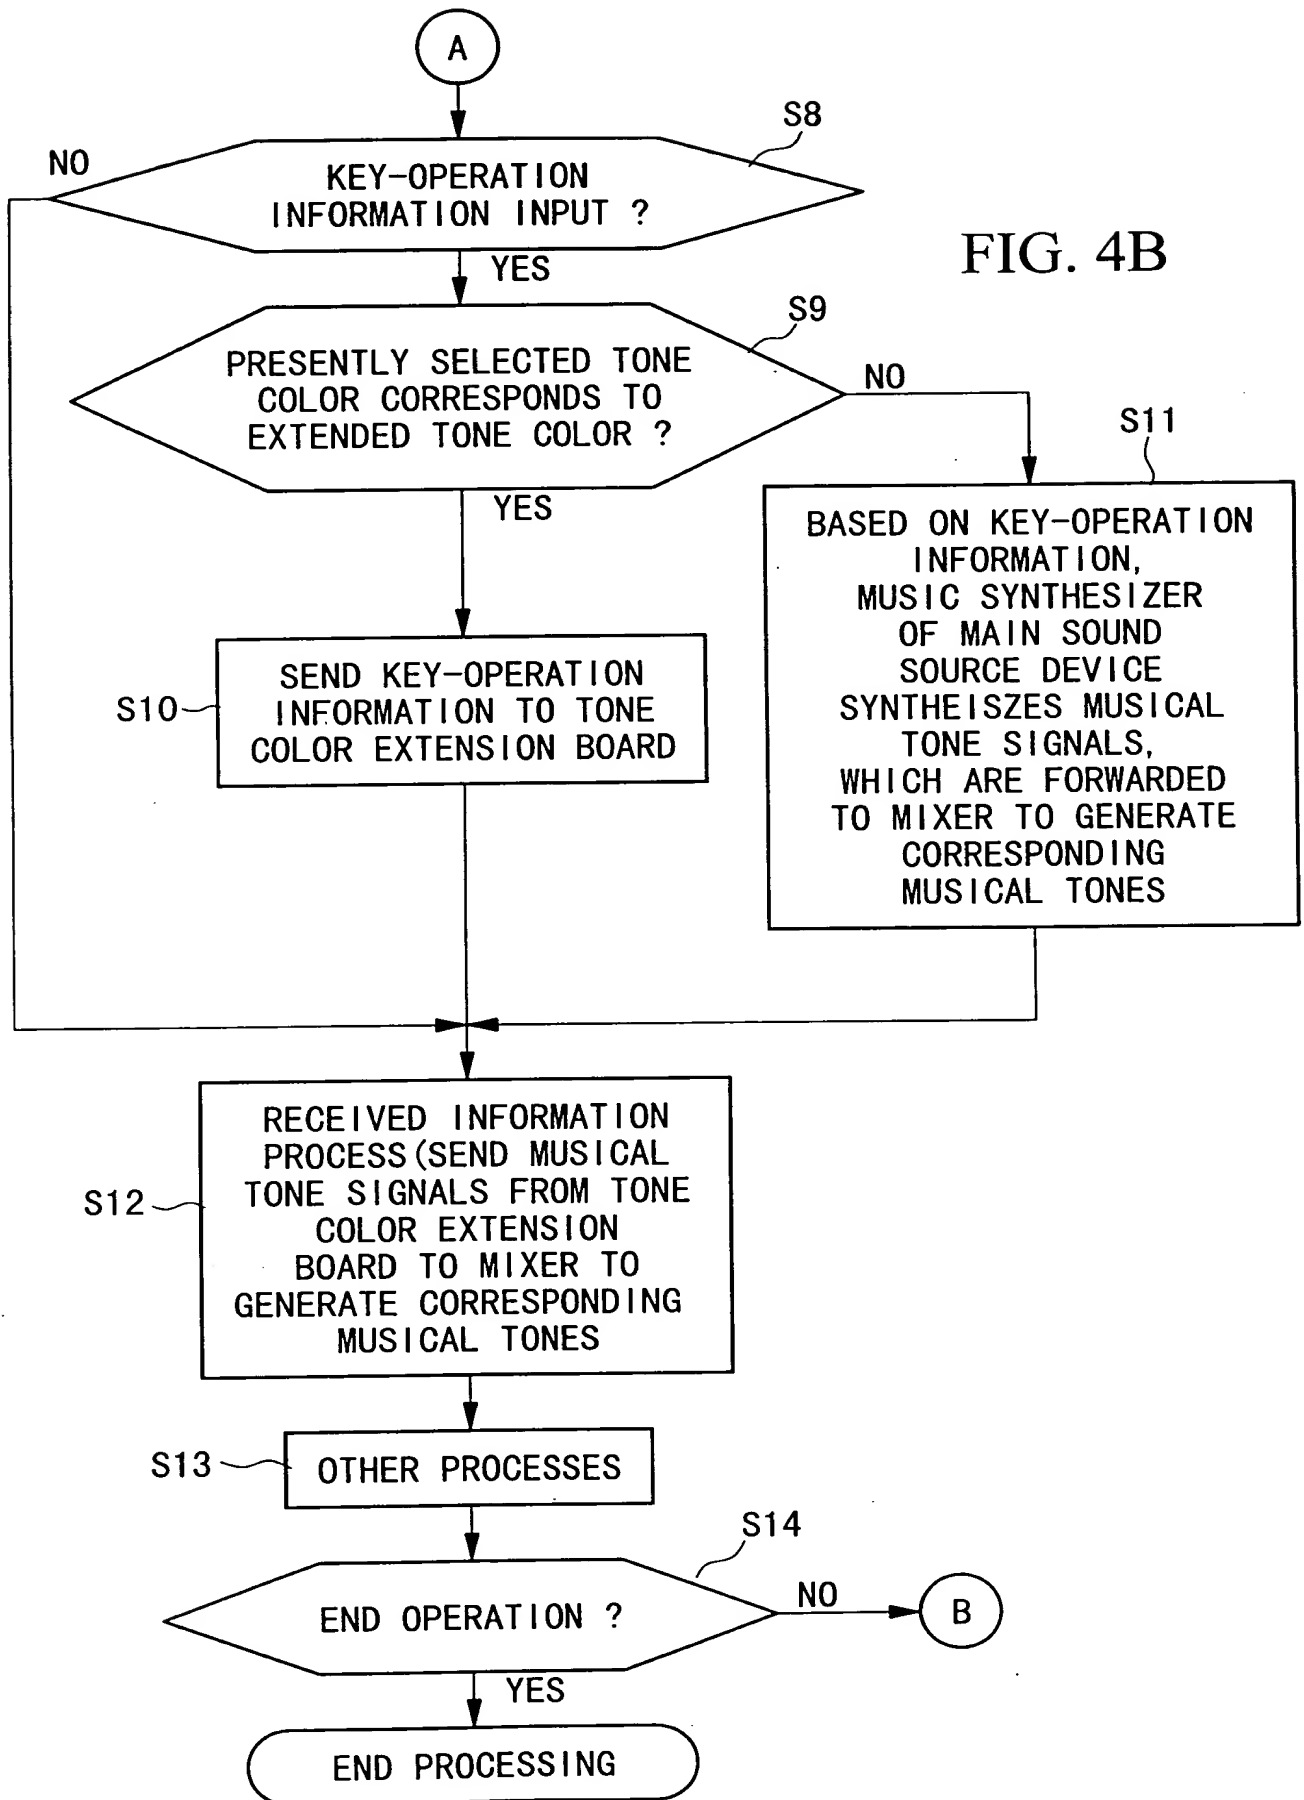 A
S8
NO
KEY-OPERATION
INFORMATION INPUT ?
YES
FIG. 4B
S9
PRESENTLY SELECTED TONE
COLOR CORRESPONDS TO
EXTENDED TONE COLOR ?
NO
YES
S11
BASED ON KEY-OPERATION
INFORMATION,
MUSIC SYNTHESIZER
OF MAIN SOUND
SOURCE DEVICE
SYNTHEISZES MUSICAL
TONE SIGNALS,
WHICH ARE FORWARDED
TO MIXER TO GENERATE
CORRESPONDING
MUSICAL TONES
S10
SEND KEY-OPERATION
INFORMATION TO TONE
COLOR EXTENSION BOARD
S12
RECEIVED INFORMATION
PROCESS(SEND MUSICAL
TONE SIGNALS FROM TONE
COLOR EXTENSION
BOARD TO MIXER TO
GENERATE CORRESPONDING
MUSICAL TONES
S13
OTHER PROCESSES
S14
END OPERATION ?
NO
B
YES
END PROCESSING